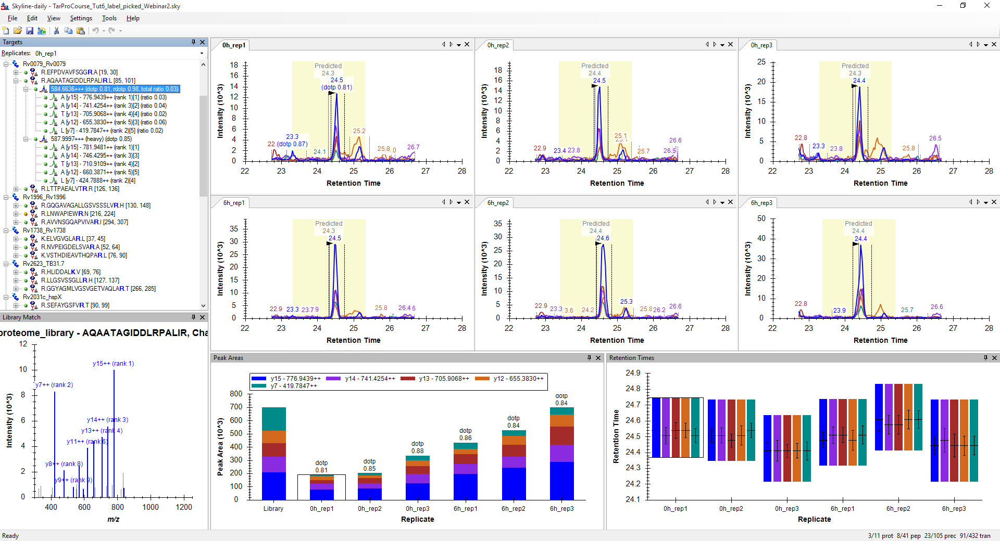 Skyline-daily - TarProCourse_Tut6_label_picked_Webinar2.sky
File Edit View Settings Tools Help
Targets
Replicates: 0h_rep1
Rv0079_Rv0079
R.EFPDVAVFSGGR.A [19, 30]
R.AQAATAGIDDLRPALIR.L [85, 101]
584.6636+++ (dotp 0.81, rdotp 0.98, total ratio 0.03)
A [y15] - 776.9439++ (rank 1)[1] (ratio 0.03)
A [y14] - 741.4254++ (rank 3)[2] (ratio 0.04)
T [y13] - 705.9068++ (rank 4)[4] (ratio 0.02)
A [y12] - 655.3830++ (rank 5)[3] (ratio 0.06)
L [y7] - 419.7847++ (rank 2)[5] (ratio 0.02)
587.9997+++ (heavy) (dotp 0.85)
A [y15] - 781.9481++ (rank 1)[1]
A [y14] - 746.4295++ (rank 3)[3]
T [y13] - 710.9109++ (rank 4)[2]
A [y12] - 660.3871++ (rank 5)[5]
L [y7] - 424.7888++ (rank 2)[4]
R.LTTPAEALVTR.R [126, 136]
Rv1996_Rv1996
R.GQGAVAGALLGSVSSSLVR.H [130, 148]
R.LNWAPIEWR.N [216, 224]
R.AVVNSGQAPVIVAR.I [294, 307]
Rv1738_Rv1738
K.ELVGVGLAR.L [37, 45]
R.NVPEIGDELSVAR.A [52, 64]
K.VSTHDIEAVTHQPAR.L [76, 90]
Rv2623_TB31.7
R.HLIDDALK.V [69, 76]
R.LLGSVSSGLLR.H [127, 137]
R.GGYAGMLVGSVGETVAQLAR.T [266, 285]
Rv2031c_hspX
R.SEFAYGSFVR.T [90, 99]
0h_rep1
Intensity (10^3)
18
16
14
12
10
8
6
4
2
0
Predicted
24.3
24.5
(dotp 0.81)
25.2
23.3
(dotp 0.87)
24.1
25.8
26.7
22 23 24 25 26 27 28
Retention Time
0h_rep2
Intensity (10^3)
18
16
14
12
10
8
6
4
2
0
Predicted
24.4
24.5
25.1
22.9 23.4 23.8 25.7 26.5 26.6
22 23 24 25 26 27 28
Retention Time
0h_rep3
Intensity (10^3)
25
20
15
10
5
0
Predicted
24.3
24.4
22.8 23.3 23.8 25.8 26.5
22 23 24 25 26 27 28
Retention Time
6h_rep1
Intensity (10^3)
35
30
25
20
15
10
5
0
Predicted
24.3
24.5
22.9 23.3 23.7 25.8 26.4
22 23 24 25 26 27 28
Retention Time
6h_rep2
Intensity (10^3)
35
30
25
20
15
10
5
0
Predicted
24.4
24.6
22.9 23.3 24.2 25.3 25.8 26.2 26.6
22 23 24 25 26 27 28
Retention Time
6h_rep3
Intensity (10^3)
50
40
30
20
10
0
Predicted
24.4
24.4
22.8 23.9 25.7 26.6
22 23 24 25 26 27 28
Retention Time
Library Match
proteome_library - AQAATAGIDDLRPALIR, Cha
Intensity (10^3)
12
10
8
6
4
2
0
y15++ (rank 1)
y7++ (rank 2)
y14++ (rank 3)
y13++ (rank 4)
y11++ (rank 6)
y8++ (rank 8)
y9++ (rank 9)
400 600 800 1000 1200
m/z
Peak Areas
y15 - 776.9439++ y14 - 741.4254++ y13 - 705.9068++ y12 - 655.3830++
y7 - 419.7847++
Peak Area (10^3)
800
700
600
500
400
300
200
100
0
dotp
0.81
dotp
0.85
dotp
0.88
dotp
0.86
dotp
0.84
dotp
0.84
Library 0h_rep1 0h_rep2 0h_rep3 6h_rep1 6h_rep2 6h_rep3
Replicate
Retention Times
Retention Time
24.9
24.8
24.7
24.6
24.5
24.4
24.3
24.2
24.1
0h_rep1 0h_rep2 0h_rep3 6h_rep1 6h_rep2 6h_rep3
Replicate
Ready
3/11 prot 8/41 pep 23/105 prec 91/432 tran